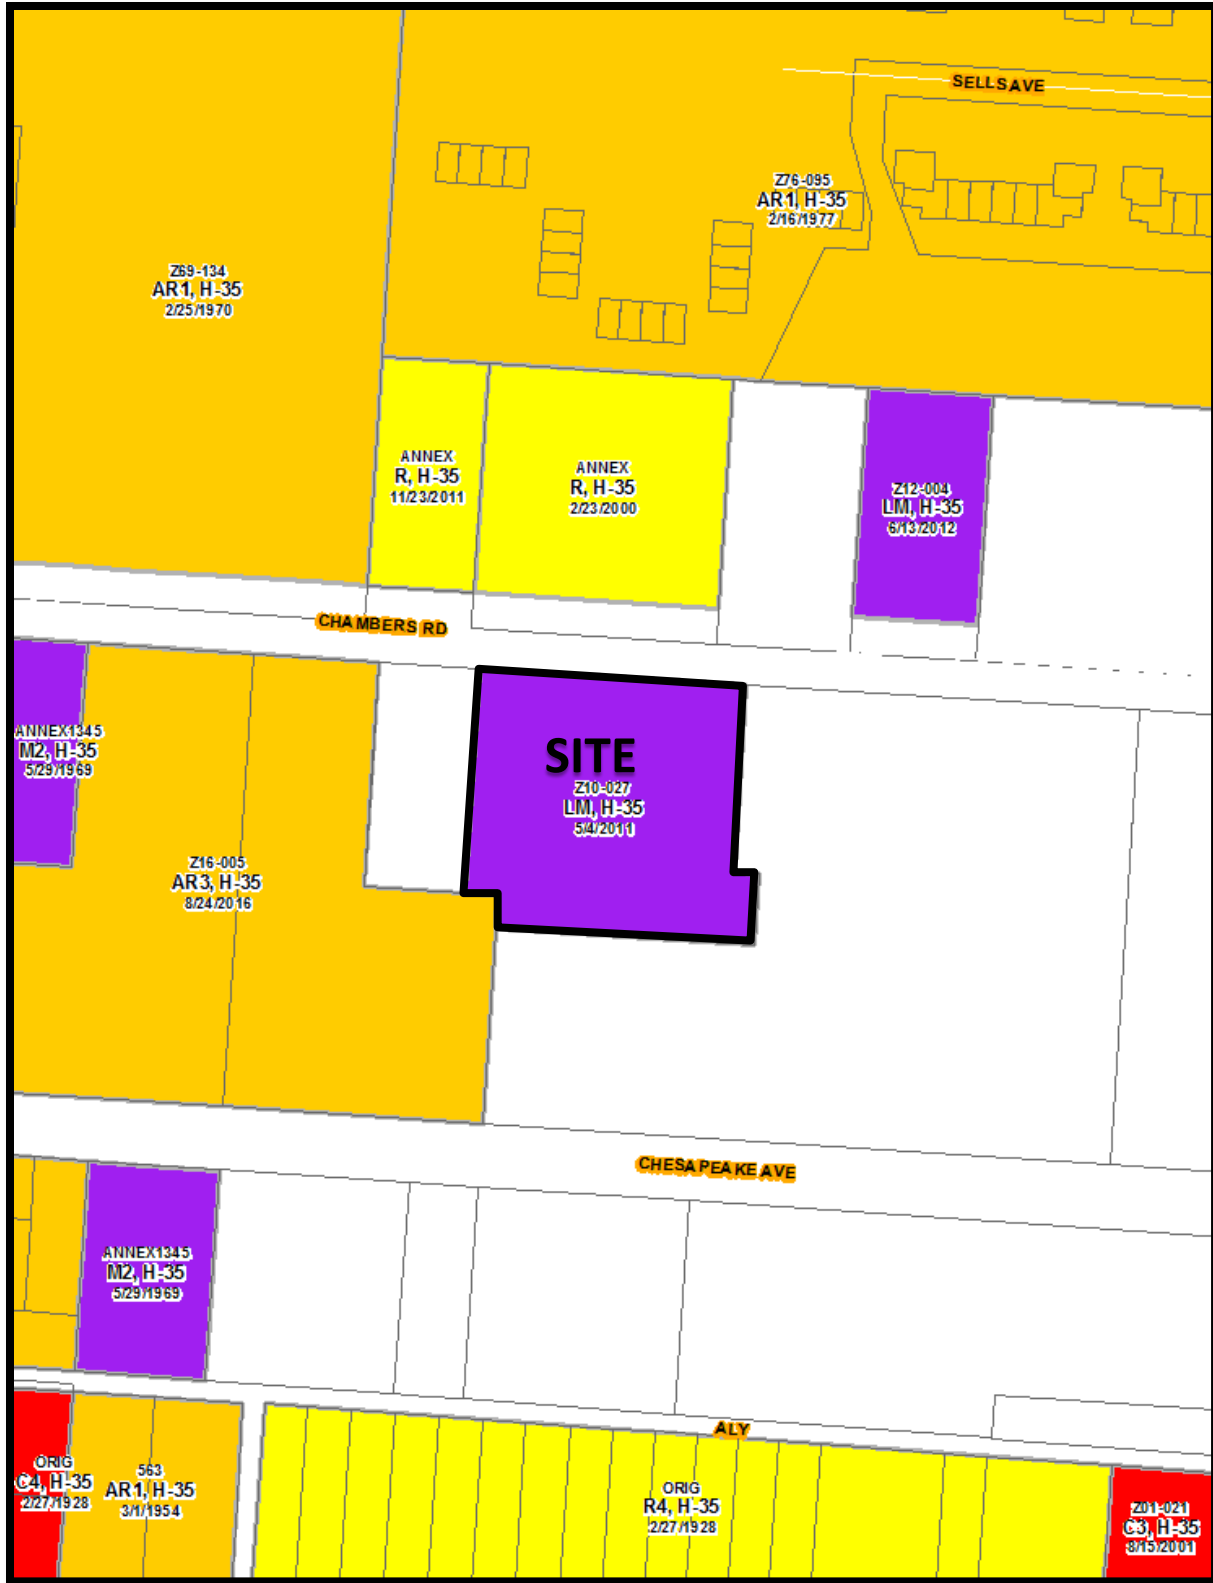 SELLS AVE
Z76-095
AR1, H-35
2/16/1977
Z69-134
AR1, H-35
2/25/1970
ANNEX
R, H-35
11/23/2011
ANNEX
R, H-35
2/23/2000
Z12-004
LM, H-35
6/13/2012
CHAMBERS RD
ANNEX1345
M2, H-35
5/29/1969
SITE
Z10-027
LM, H-35
5/4/2011
Z16-005
AR3, H-35
8/24/2016
CHESAPEAKE AVE
ANNEX1345
M2, H-35
5/29/1969
ALY
ORIG
C4, H-35
2/27/1928
563
AR1, H-35
3/1/1954
ORIG
R4, H-35
2/27/1928
Z01-021
C3, H-35
8/15/2001